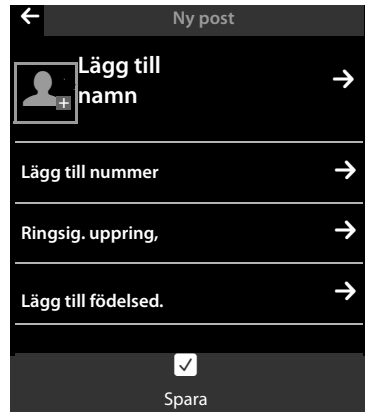 Ny post
Lägg till
namn
Lägg till nummer
Ringsig. uppring,
Lägg till födelsed.
Spara